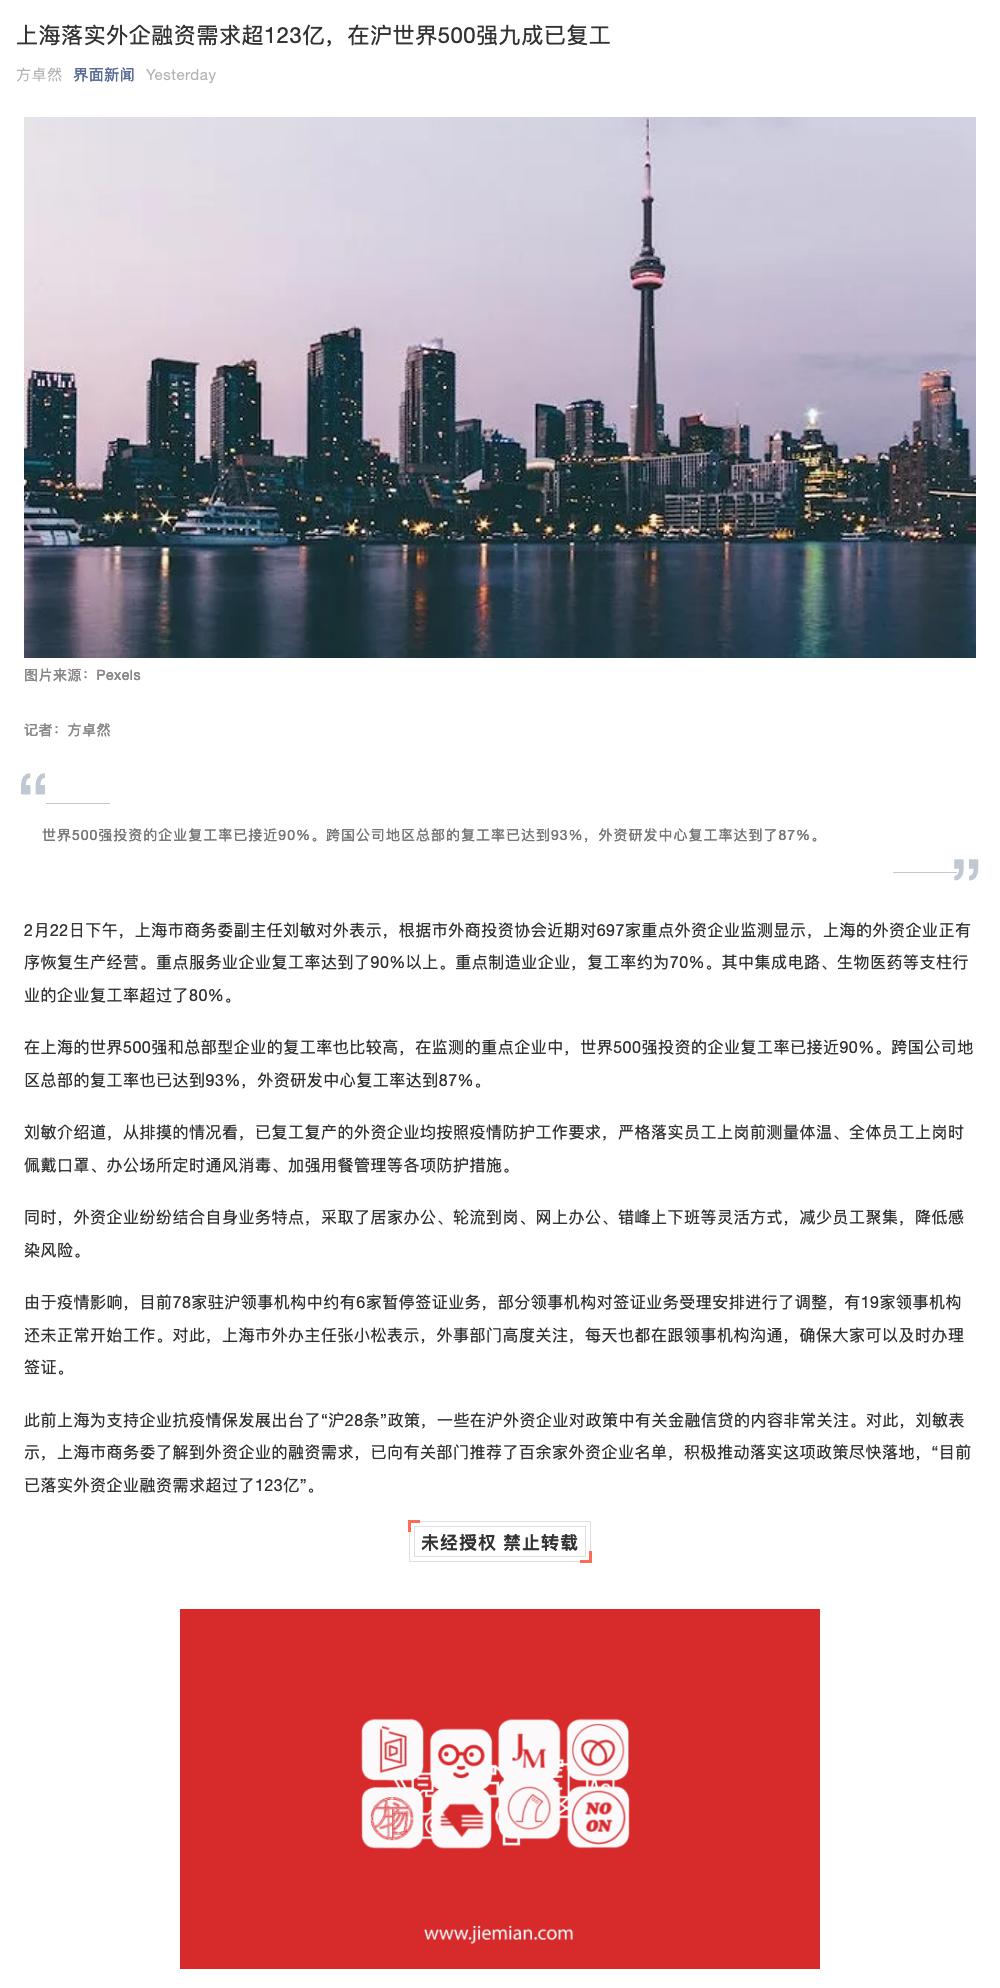 上海落实外企融资需求超123亿，在沪世界500强九成已复工
方卓然 界面新闻 Yesterday
图片来源：Pexels
记者：方卓然
世界500强投资的企业复工率已接近90%。跨国公司地区总部的复工率已达到93%，外资研发中心复工率达到了87%。
2月22日下午，上海市商务委副主任刘敏对外表示，根据市外商投资协会近期对697家重点外资企业监测显示，上海的外资企业正有
序恢复生产经营。重点服务业企业复工率达到了90%以上。重点制造业企业，复工率约为70%。其中集成电路、生物医药等支柱行
业的企业复工率超过了80%。
在上海的世界500强和总部型企业的复工率也比较高，在监测的重点企业中，世界500强投资的企业复工率已接近90%。跨国公司地
区总部的复工率也已达到93%，外资研发中心复工率达到87%。
刘敏介绍道，从排摸的情况看，已复工复产的外资企业均按照疫情防护工作要求，严格落实员工上岗前测量体温、全体员工上岗时
佩戴口罩、办公场所定时通风消毒、加强用餐管理等各项防护措施。
同时，外资企业纷纷结合自身业务特点，采取了居家办公、轮流到岗、网上办公、错峰上下班等灵活方式，减少员工聚集，降低感
染风险。
由于疫情影响，目前78家驻沪领事机构中约有6家暂停签证业务，部分领事机构对签证业务受理安排进行了调整，有19家领事机构
还未正常开始工作。对此，上海市外办主任张小松表示，外事部门高度关注，每天也都在跟领事机构沟通，确保大家可以及时办理
签证。
此前上海为支持企业抗疫情保发展出台了“沪28条”政策，一些在沪外资企业对政策中有关金融信贷的内容非常关注。对此，刘敏表
示，上海市商务委了解到外资企业的融资需求，已向有关部门推荐了百余家外资企业名单，积极推动落实这项政策尽快落地，“目前
已落实外资企业融资需求超过了123亿”。
未经授权 禁止转载
JM
NO
ON
www.jiemian.com